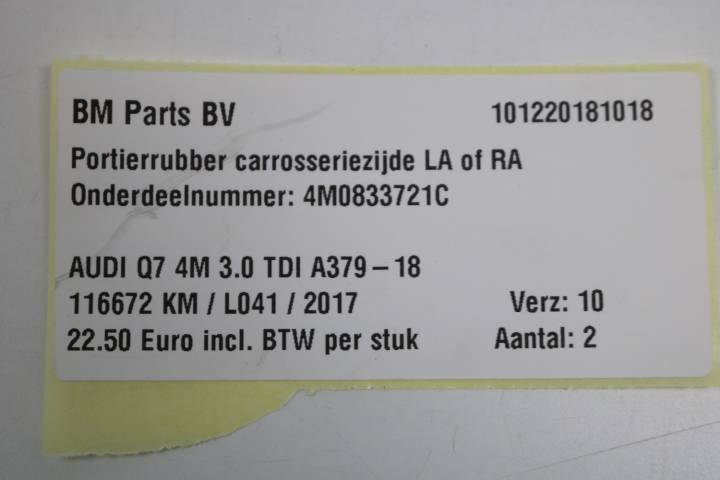 BM Parts BV 101220181018
Portierrubber carrosseriezijde LA of RA
Onderdeelnummer: 4M0833721C
AUDI Q7 4M 3.0 TDI A379-18
116672 KM / L041 / 2017 Verz: 10
22.50 Euro incl. BTW per stuk Aantal: 2